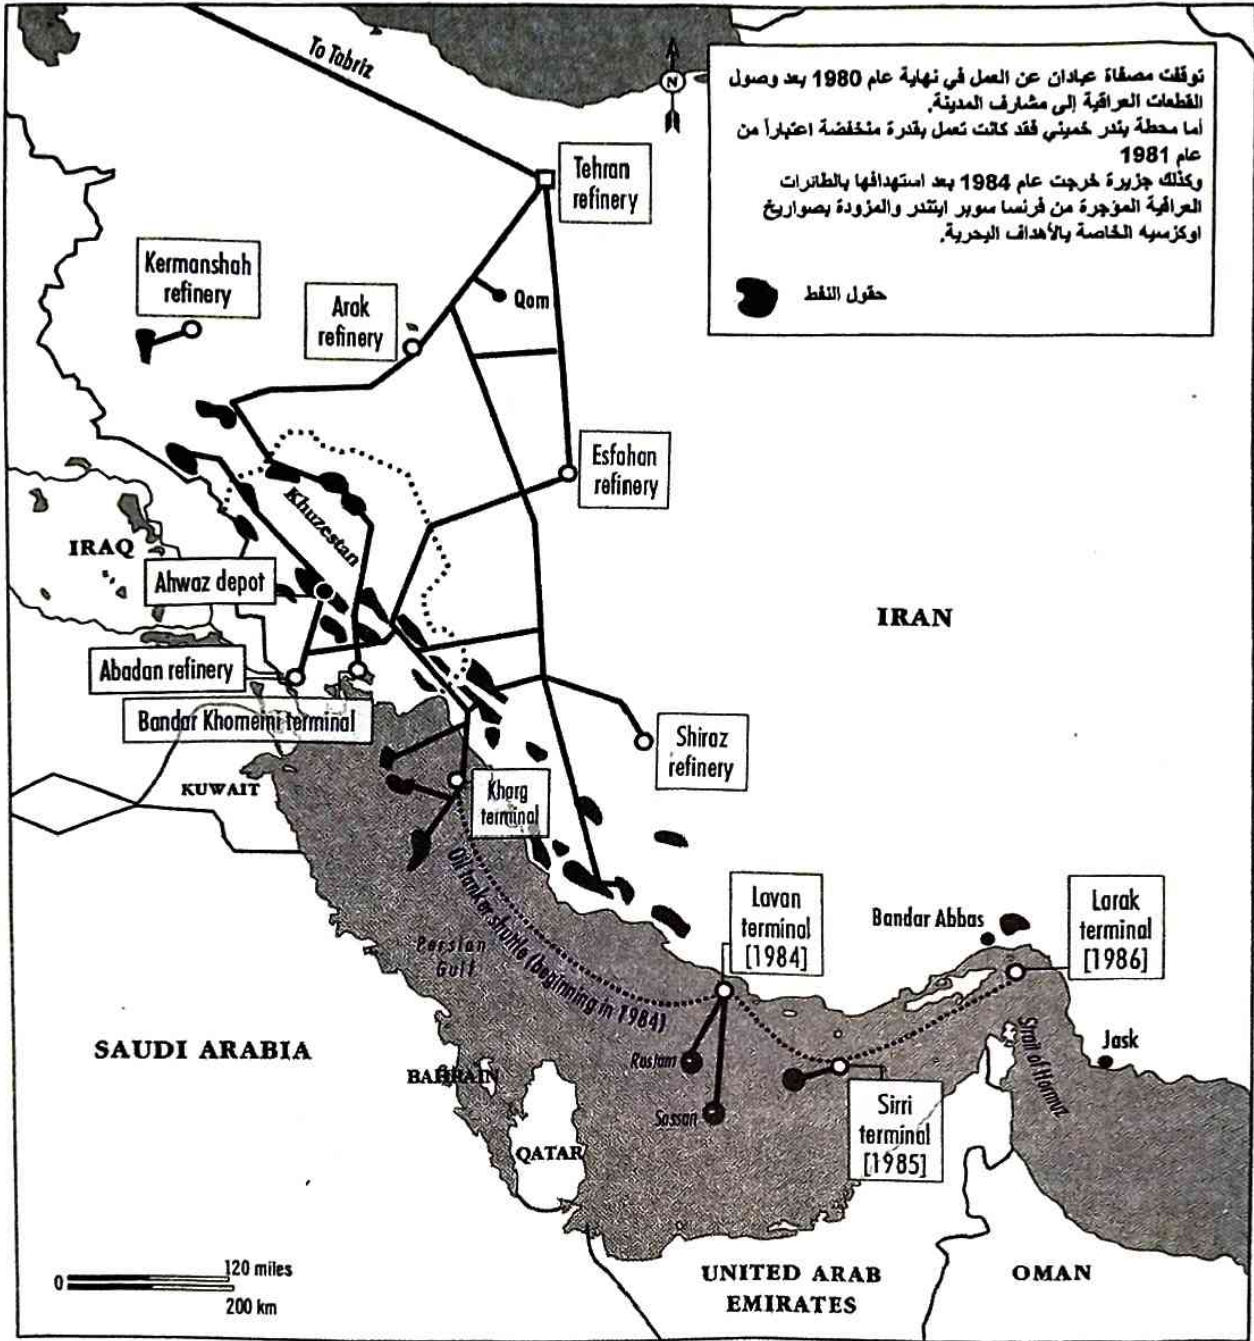 To Tabriz
N
توقفت مصفاة عبادان عن العمل في نهاية عام 1980 بعد وصول
القطعات العراقية إلى مشارف المدينة.
أما محطة بندر خميني فقد كانت تعمل بقدرة منخفضة اعتباراً من
عام 1981
وكذلك جزيرة خرجت عام 1984 بعد استهدافها بالطائرات
العراقية المؤجرة من فرنسا سوبر ايتندر والمزودة بصواريخ
اوكزسيه الخاصة بالأهداف البحرية.
حقول النفط
Tehran
refinery
Kermanshah
refinery
Arak
refinery
Qom
Esfahan
refinery
Khuzestan
IRAQ
Ahwaz depot
IRAN
Abadan refinery
Bandar Khomeini terminal
Shiraz
refinery
KUWAIT
Kharg
terminal
Oil tanker shuttle (beginning in 1984)
Lavan
terminal
[1984]
Bandar Abbas
Larak
terminal
[1986]
Persian
Gulf
SAUDI ARABIA
BAHRAIN
Rostam
Strait of Hormuz
Jask
Sassan
Sirri
terminal
[1985]
QATAR
0
120 miles
200 km
UNITED ARAB
EMIRATES
OMAN